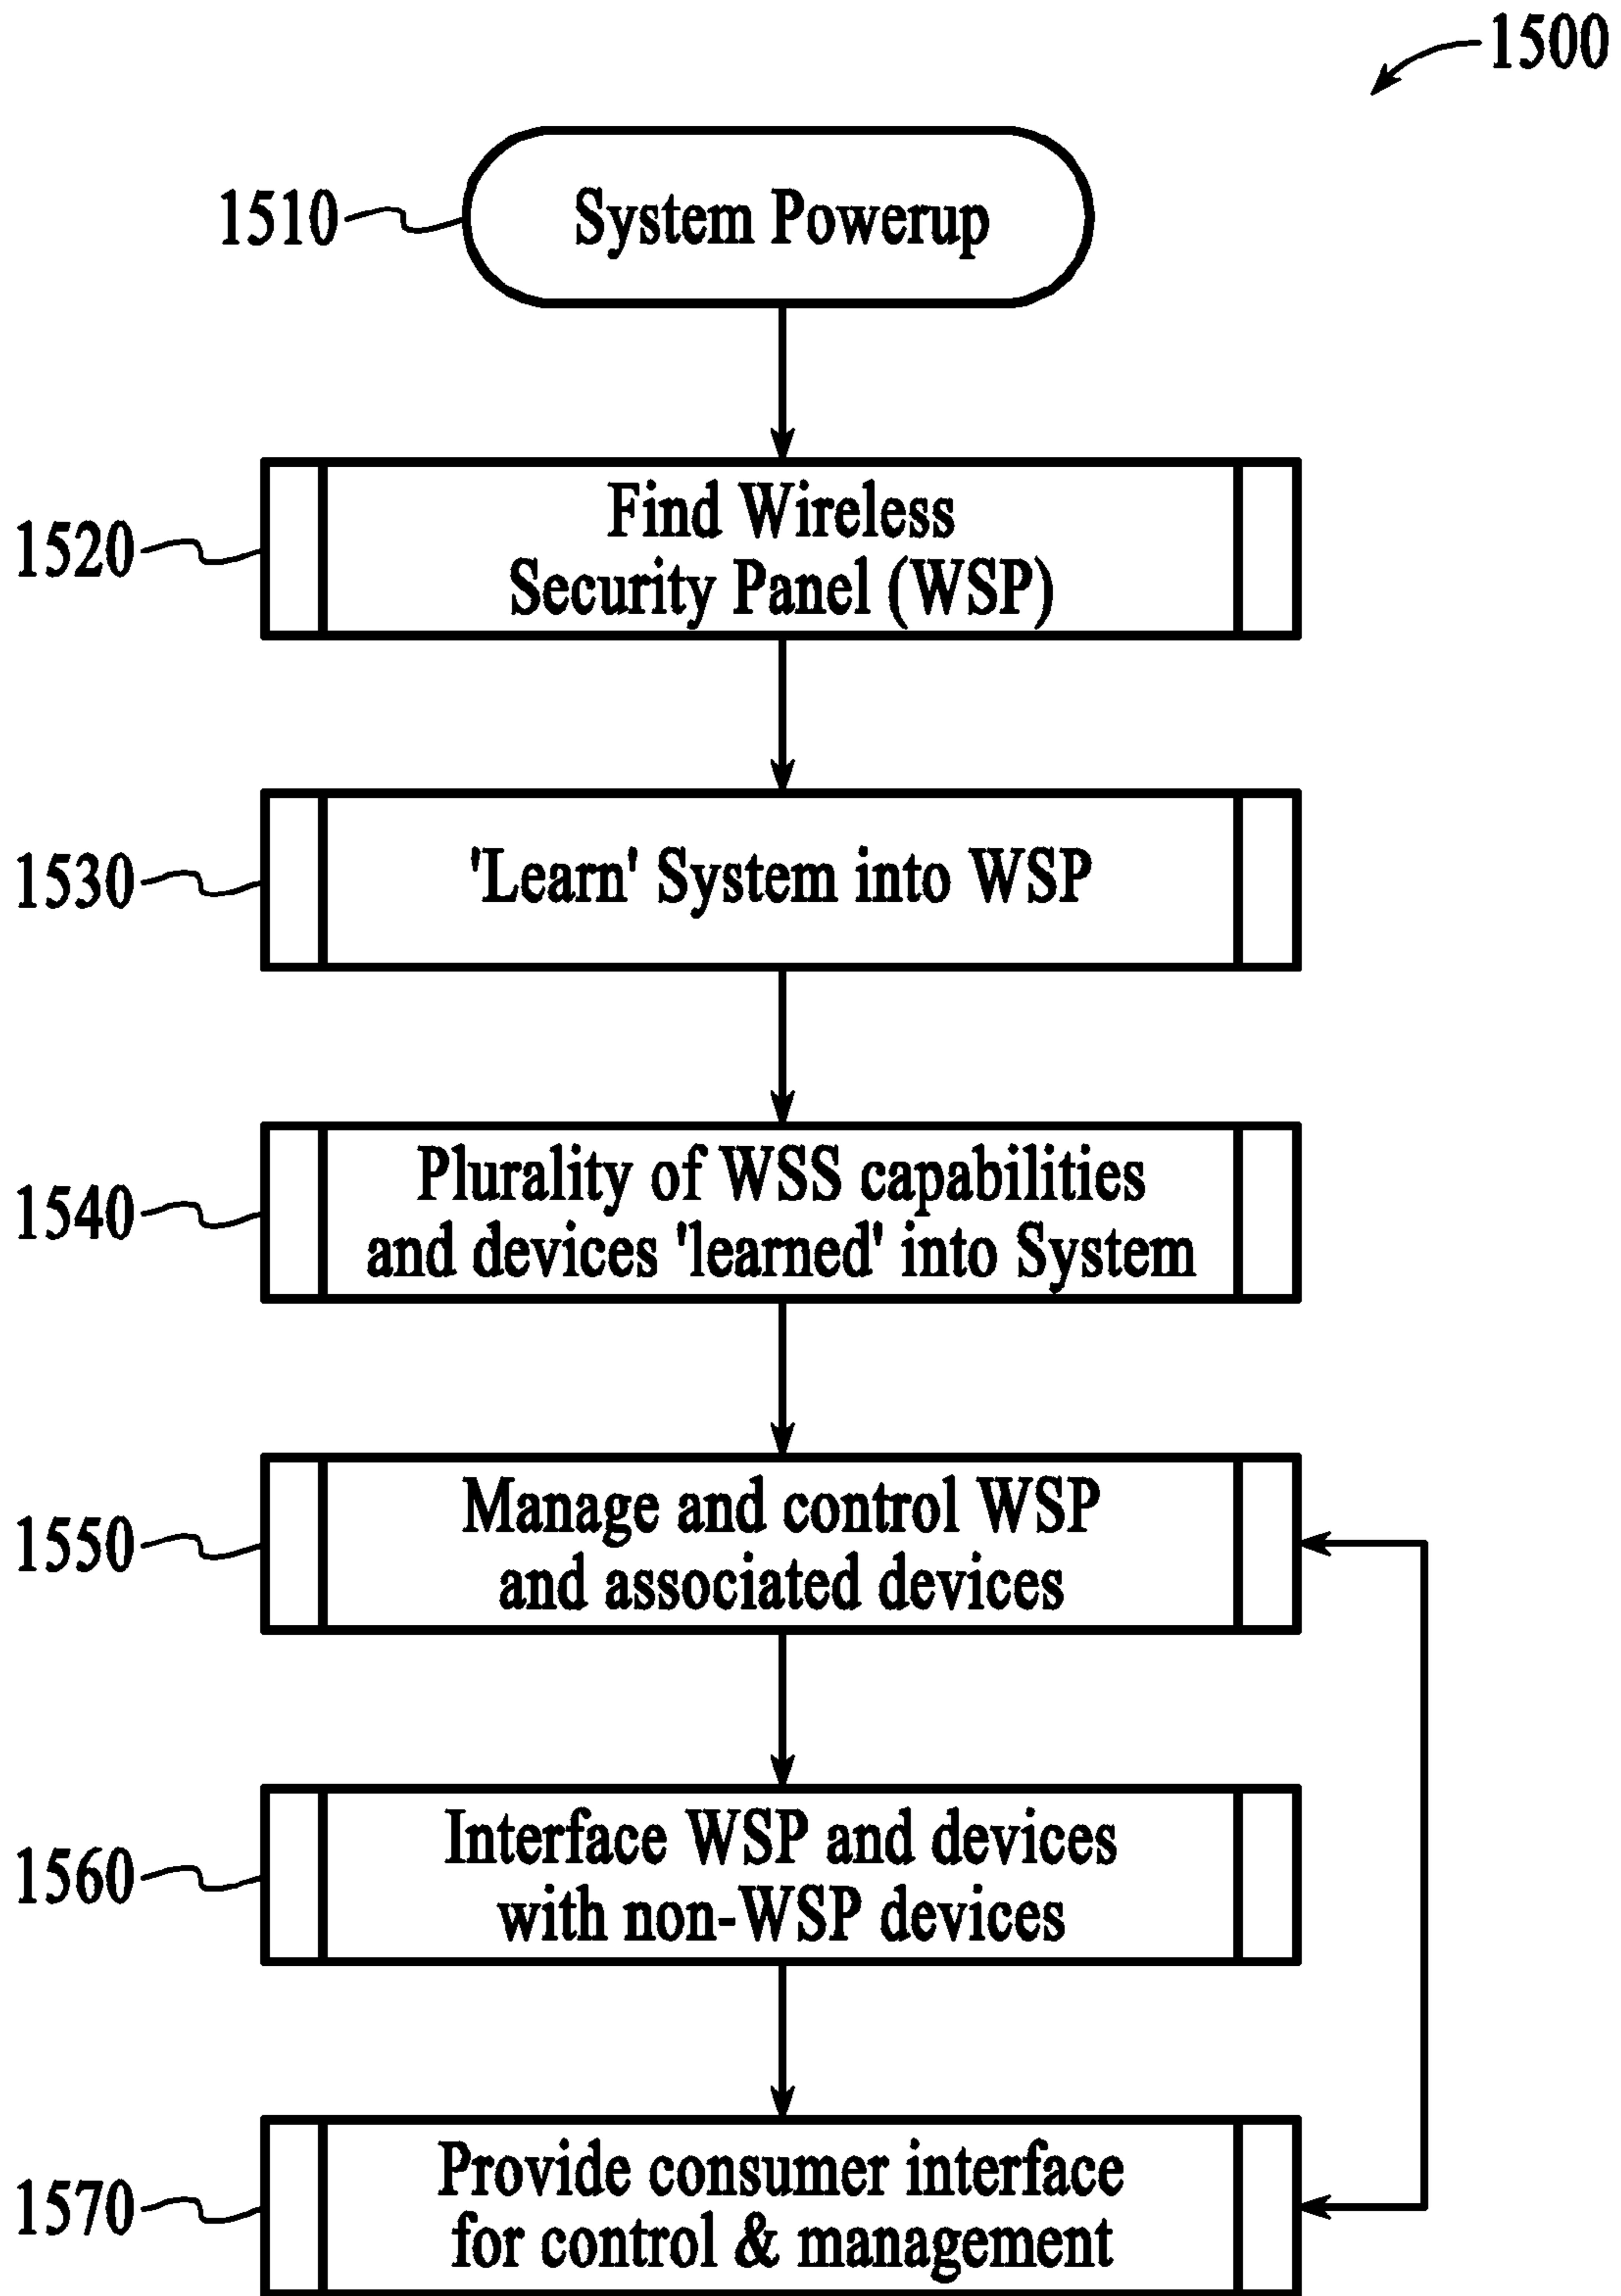 1500
1510
System Powerup
1520
Find Wireless
Security Panel (WSP)
1530
'Learn' System into WSP
1540
Plurality of WSS capabilities
and devices 'learned' into System
1550
Manage and control WSP
and associated devices
1560
Interface WSP and devices
with non-WSP devices
1570
Provide consumer interface
for control & management